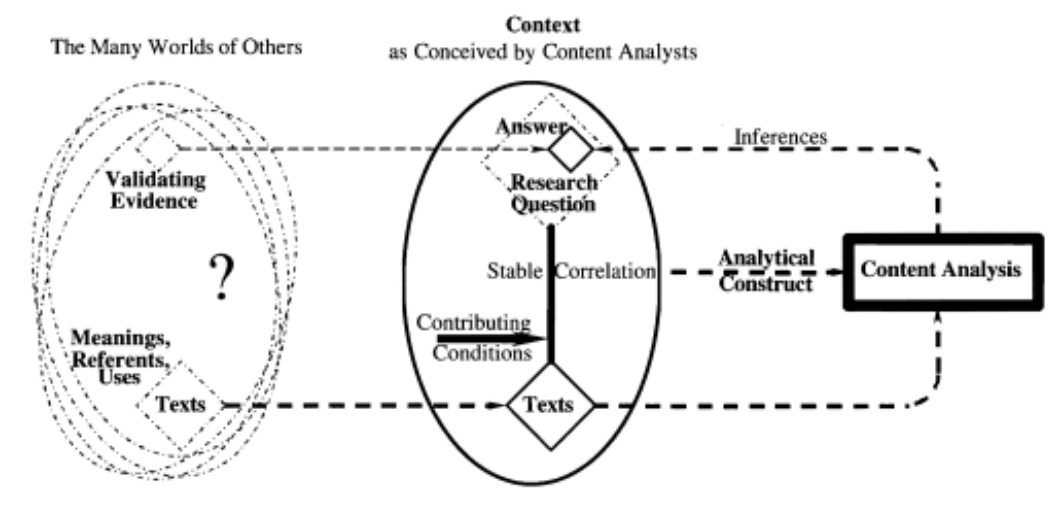 The Many Worlds of Others
Context
as Conceived by Content Analysts
Answer
Inferences
Validating
Evidence
Research
Question
?
Stable Correlation
Analytical
Construct
Content Analysis
Contributing
Conditions
Meanings,
Referents,
Uses
Texts
Texts